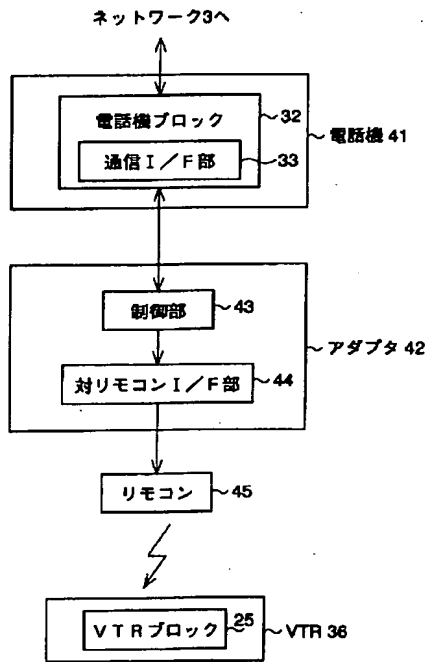 ネットワーク3へ
電話機ブロック
32
通信I/F部
33
電話機 41
制御部
43
対リモコンI/F部
44
アダプタ 42
リモコン
45
VTRブロック
25
VTR 36